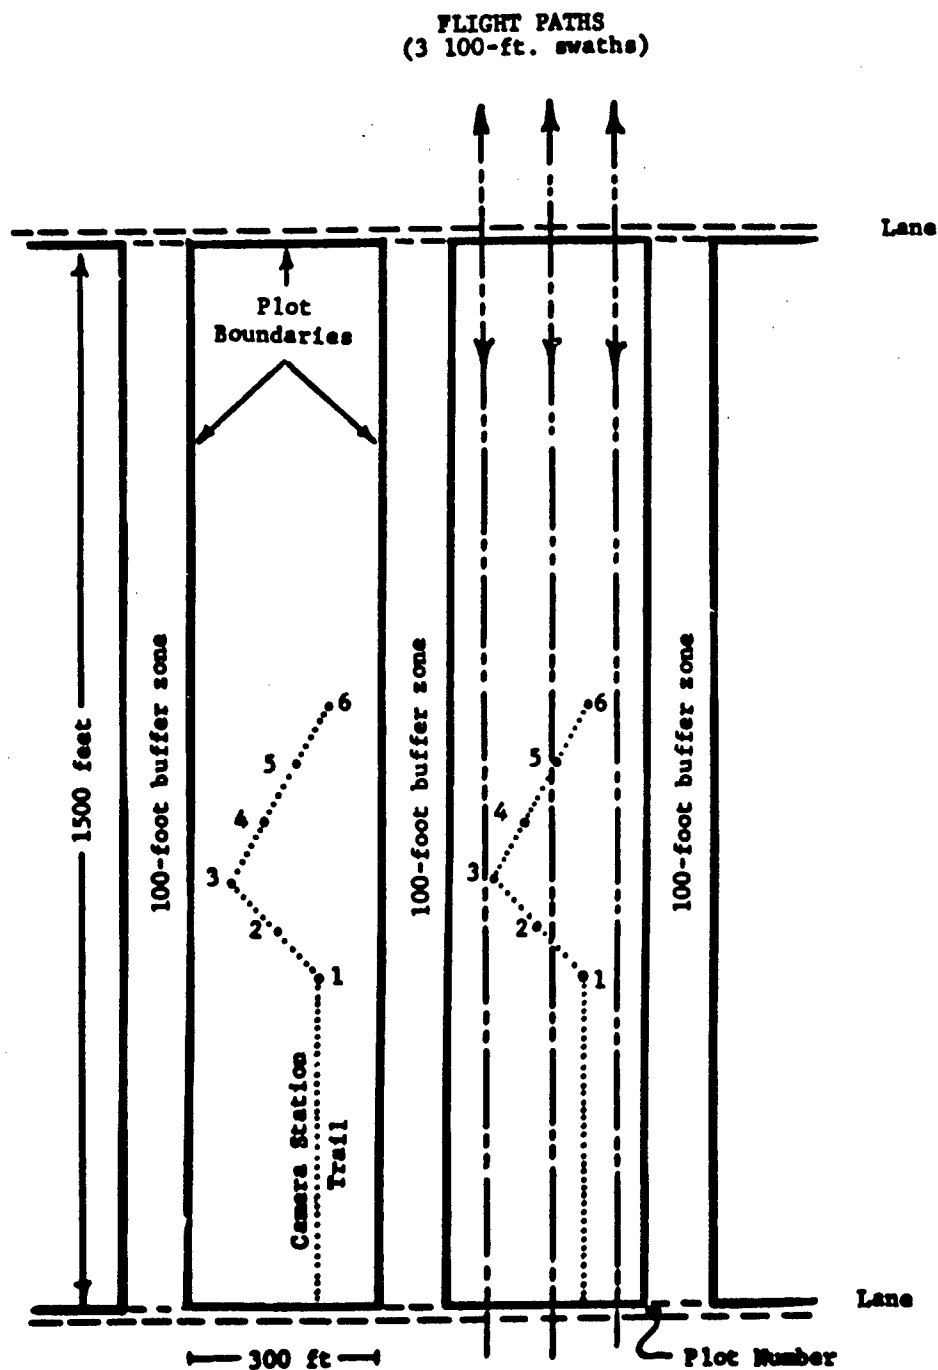 FLIGHT PATHS
(3 100-ft. swaths)
Lane
Plot
Boundaries
1500 feet
100-foot buffer zone
6
5
4
3
2
1
Camera Station
Trail
100-foot buffer zone
6
5
4
3
2
1
100-foot buffer zone
Lane
300 ft
Plot Number